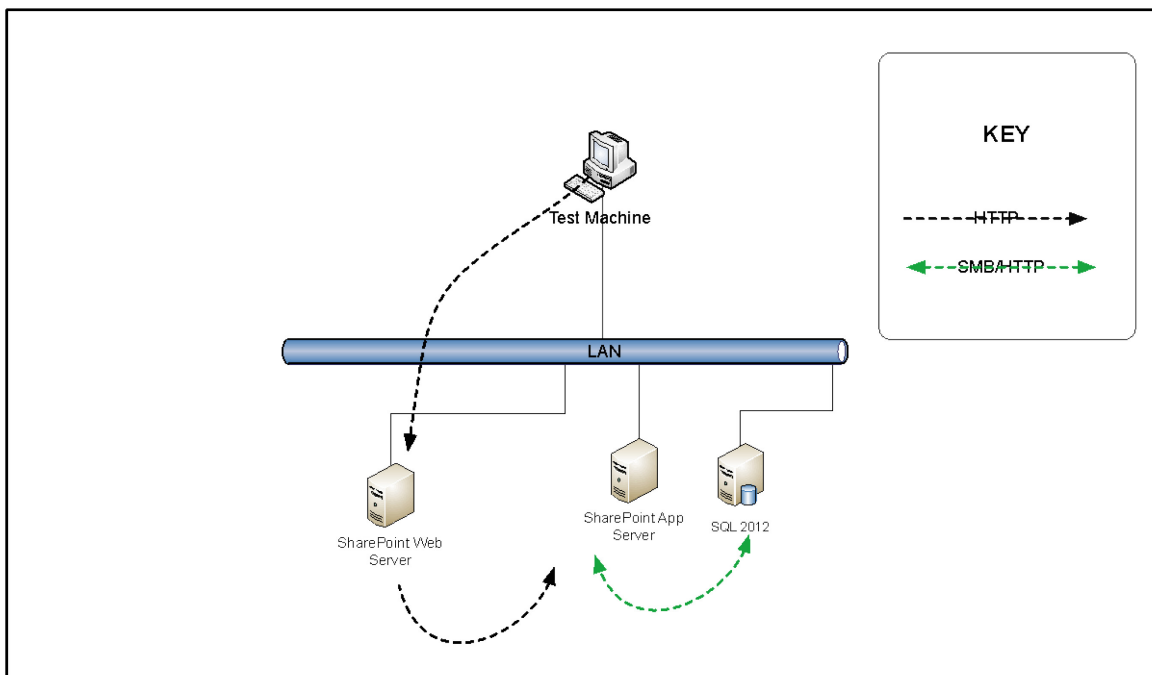 KEY
Test Machine
HTTP
SMB/HTTP
LAN
SharePoint Web
Server
SharePoint App
Server
SQL 2012